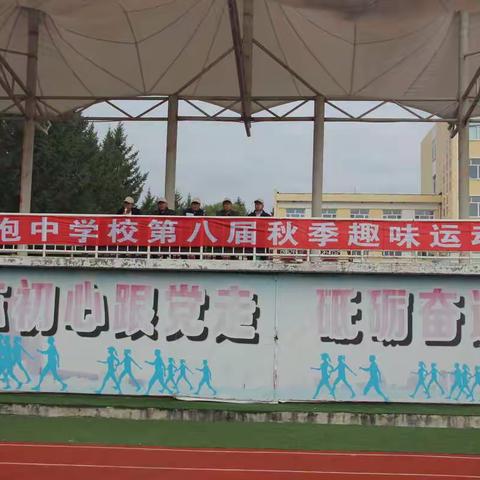 中学校第八届秋季趣味运
初心跟党走 砥砺奋